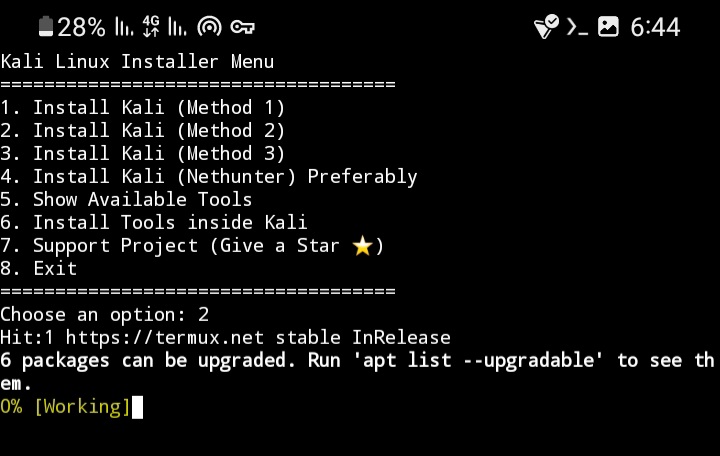 28% 4G 6:44
Kali Linux Installer Menu
====================================
1. Install Kali (Method 1)
2. Install Kali (Method 2)
3. Install Kali (Method 3)
4. Install Kali (Nethunter) Preferably
5. Show Available Tools
6. Install Tools inside Kali
7. Support Project (Give a Star ⭐)
8. Exit
====================================
Choose an option: 2
Hit:1 https://termux.net stable InRelease
6 packages can be upgraded. Run 'apt list --upgradable' to see th
em.
0% [Working]